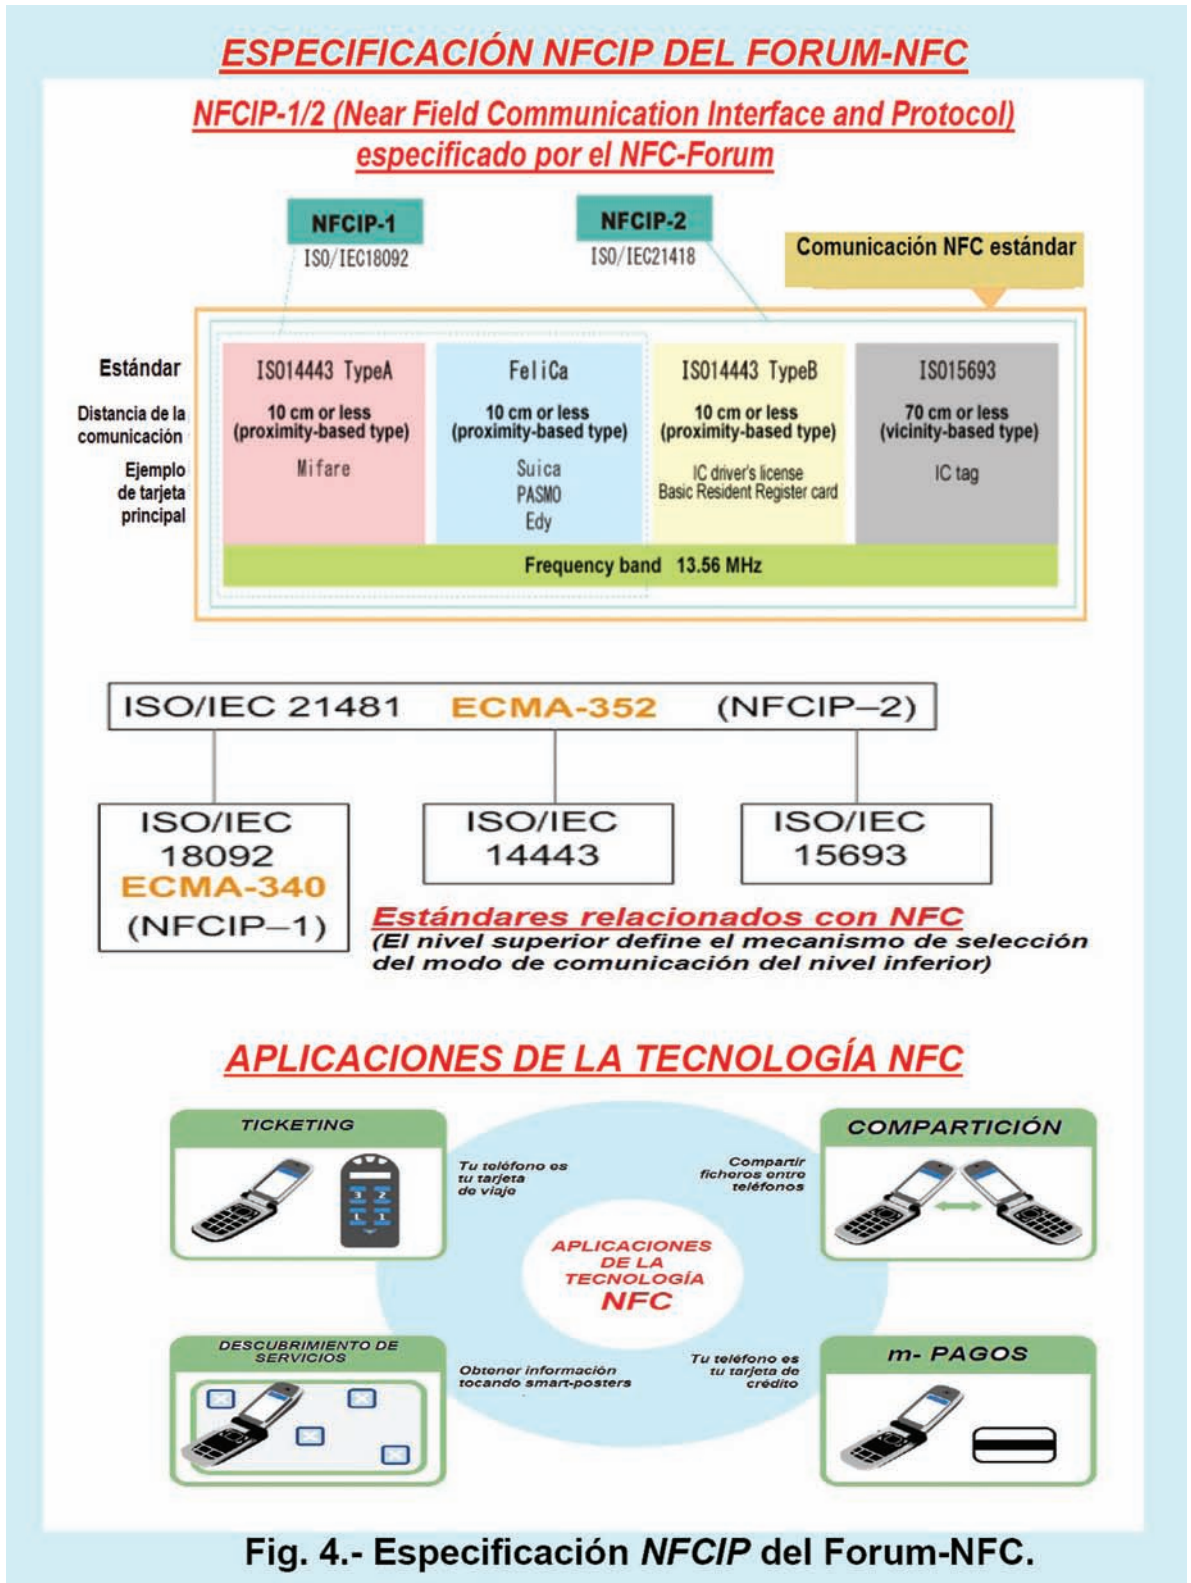 ESPECIFICACIÓN NFCIP DEL FORUM-NFC
NFCIP-1/2 (Near Field Communication Interface and Protocol)
especificado por el NFC-Forum
NFCIP-1
ISO/IEC18092
NFCIP-2
ISO/IEC21418
Comunicación NFC estándar
Estándar
ISO14443 TypeA
FeliCa
ISO14443 TypeB
ISO15693
Distancia de la
comunicación
10 cm or less
(proximity-based type)
10 cm or less
(proximity-based type)
10 cm or less
(proximity-based type)
70 cm or less
(vicinity-based type)
Ejemplo
de tarjeta
principal
Mifare
Suica
PASMO
Edy
IC driver's license
Basic Resident Register card
IC tag
Frequency band 13.56 MHz
ISO/IEC 21481 ECMA-352 (NFCIP–2)
ISO/IEC
18092
ECMA-340
(NFCIP–1)
ISO/IEC
14443
ISO/IEC
15693
Estándares relacionados con NFC
(El nivel superior define el mecanismo de selección
del modo de comunicación del nivel inferior)
APLICACIONES DE LA TECNOLOGÍA NFC
TICKETING
3 2
L 1
Tu teléfono es
tu tarjeta
de viaje
Compartir
ficheros entre
teléfonos
COMPARTICIÓN
APLICACIONES
DE LA
TECNOLOGÍA
NFC
DESCUBRIMIENTO DE
SERVICIOS
Obtener información
tocando smart-posters
Tu teléfono es
tu tarjeta de
crédito
m- PAGOS
Fig. 4.- Especificación NFCIP del Forum-NFC.